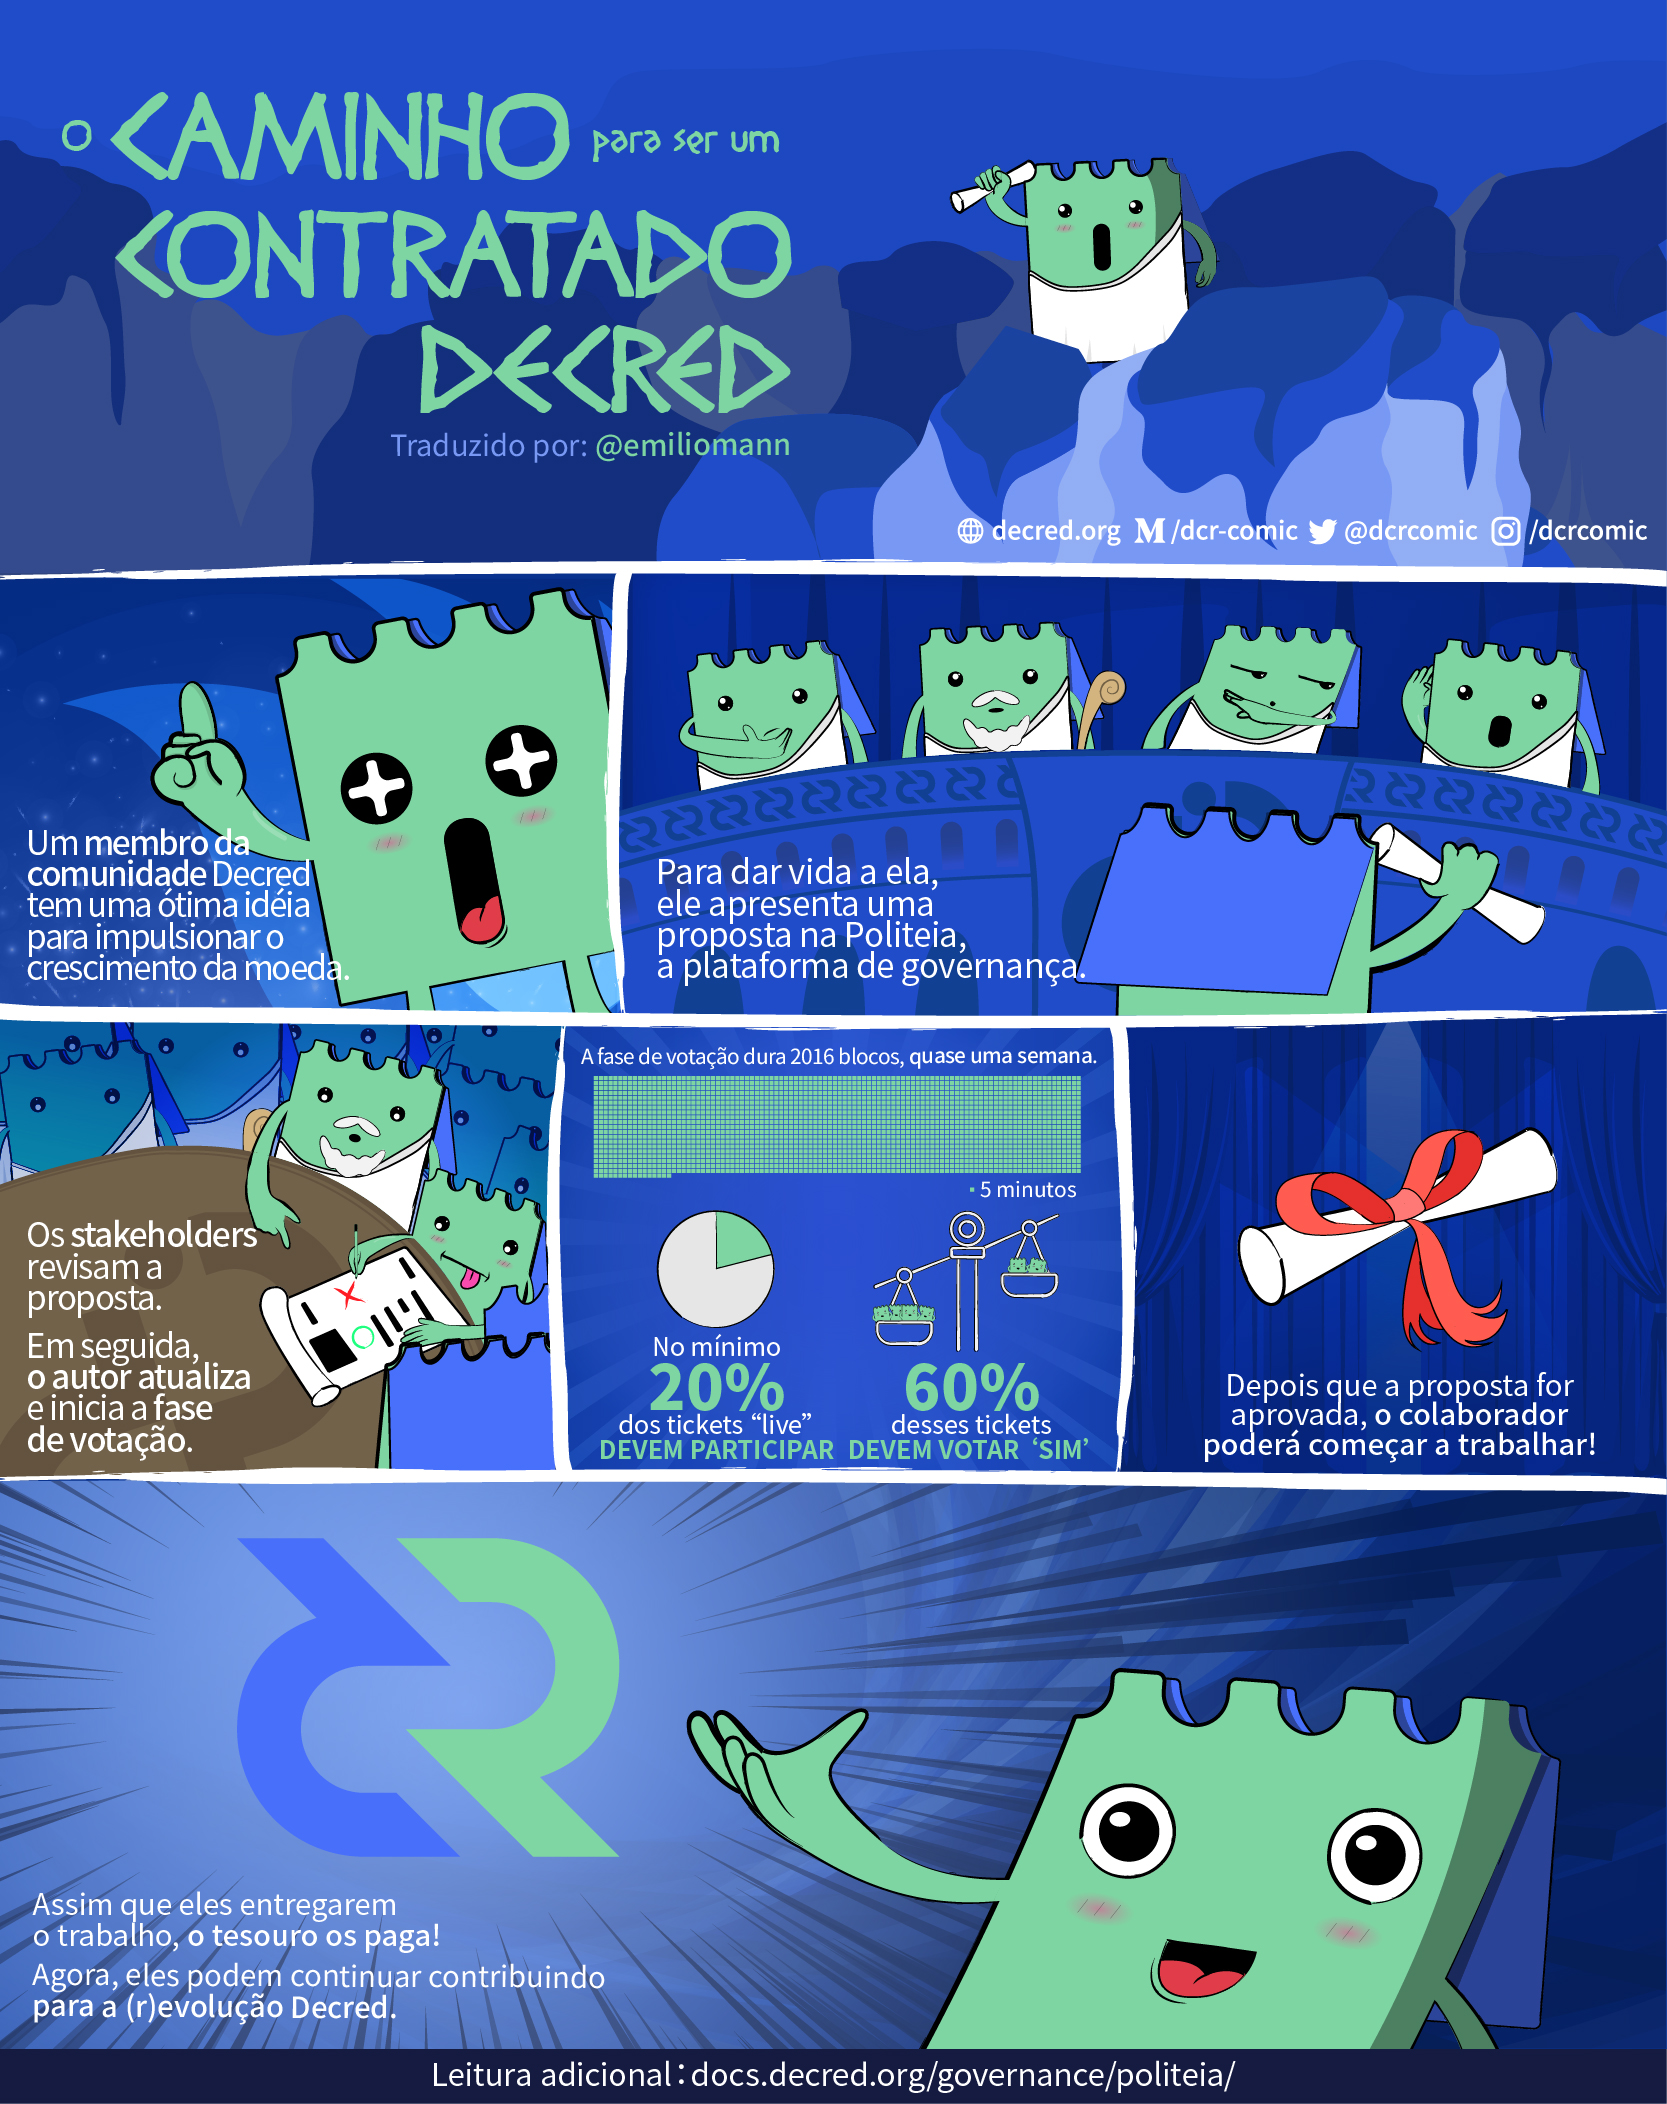 O CAMINHO para ser um
CONTRATADO
DECRED
Traduzido por: @emiliomann
decred.org /dcr-comic @dcrcomic /dcrcomic
Um membro da
comunidade Decred
tem uma ótima idéia
para impulsionar o
crescimento da moeda.
Para dar vida a ela,
ele apresenta uma
proposta na Politeia,
a plataforma de governança.
Os stakeholders
revisam a
proposta.
Em seguida,
o autor atualiza
e inicia a fase
de votação.
A fase de votação dura 2016 blocos, quase uma semana.
5 minutos
No mínimo
20%
dos tickets “live”
DEVEM PARTICIPAR
60%
desses tickets
DEVEM VOTAR ‘SIM’
Depois que a proposta for
aprovada, o colaborador
poderá começar a trabalhar!
Assim que eles entregarem
o trabalho, o tesouro os paga!
Agora, eles podem continuar contribuindo
para a (r)evolução Decred.
Leitura adicional: docs.decred.org/governance/politeia/